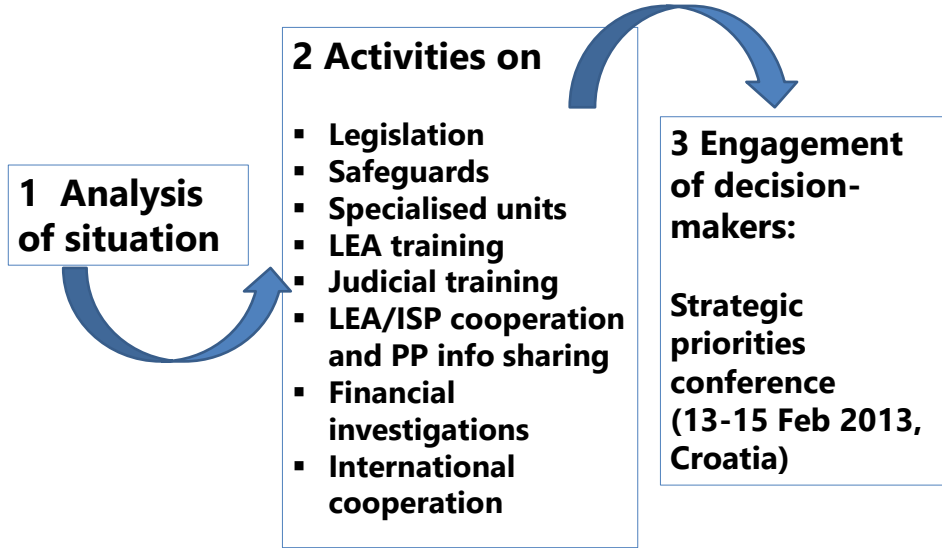 1 Analysis
of situation
2 Activities on
▪ Legislation
▪ Safeguards
▪ Specialised units
▪ LEA training
▪ Judicial training
▪ LEA/ISP cooperation
and PP info sharing
▪ Financial
investigations
▪ International
cooperation
3 Engagement
of decision-
makers:
Strategic
priorities
conference
(13-15 Feb 2013,
Croatia)